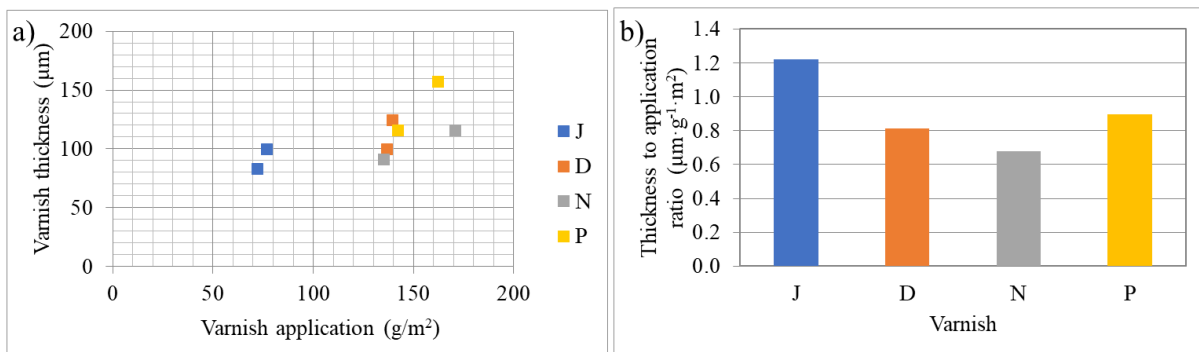 a)
200
150
100
50
0
Varnish thickness (µm)
0 50 100 150 200
Varnish application (g/m²)
J
D
N
P
b)
1.4
1.2
1.0
0.8
0.6
0.4
0.2
0.0
Thickness to application
ratio (µm·g⁻¹·m²)
J D N P
Varnish